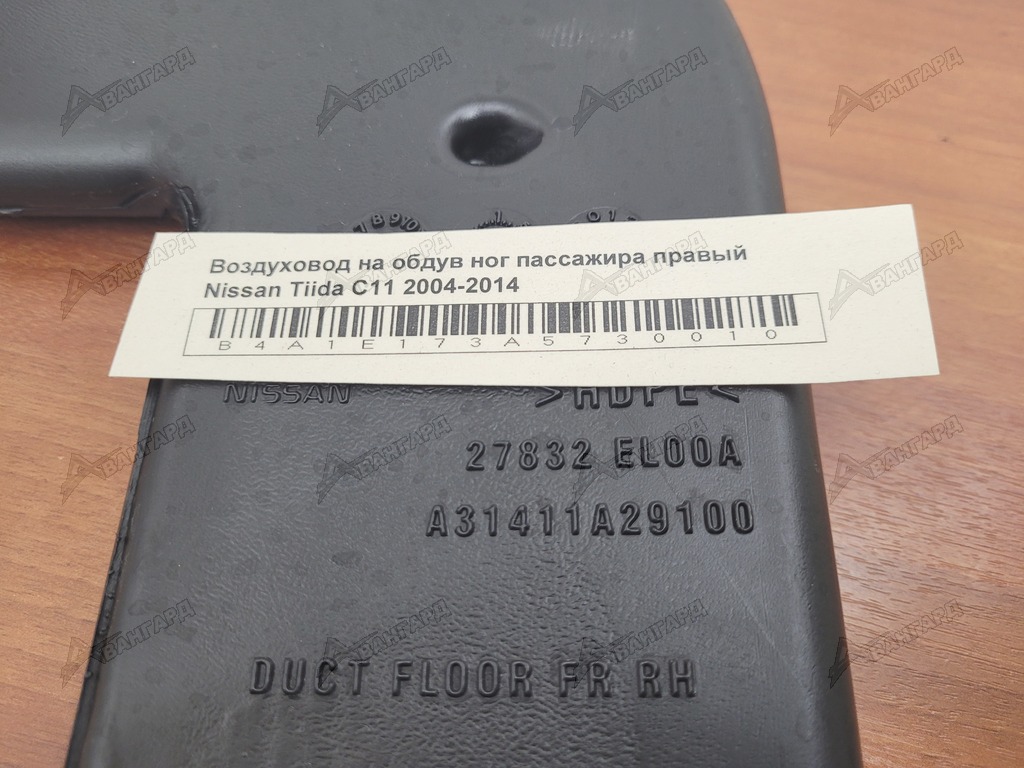 Воздуховод на обдув ног пассажира правый
Nissan Tiida C11 2004-2014
B4A1E173A5730010
NISSAN >HDPE<
27832 EL00A
A31411A29100
DUCT FLOOR FR RH
АВАНГАРД